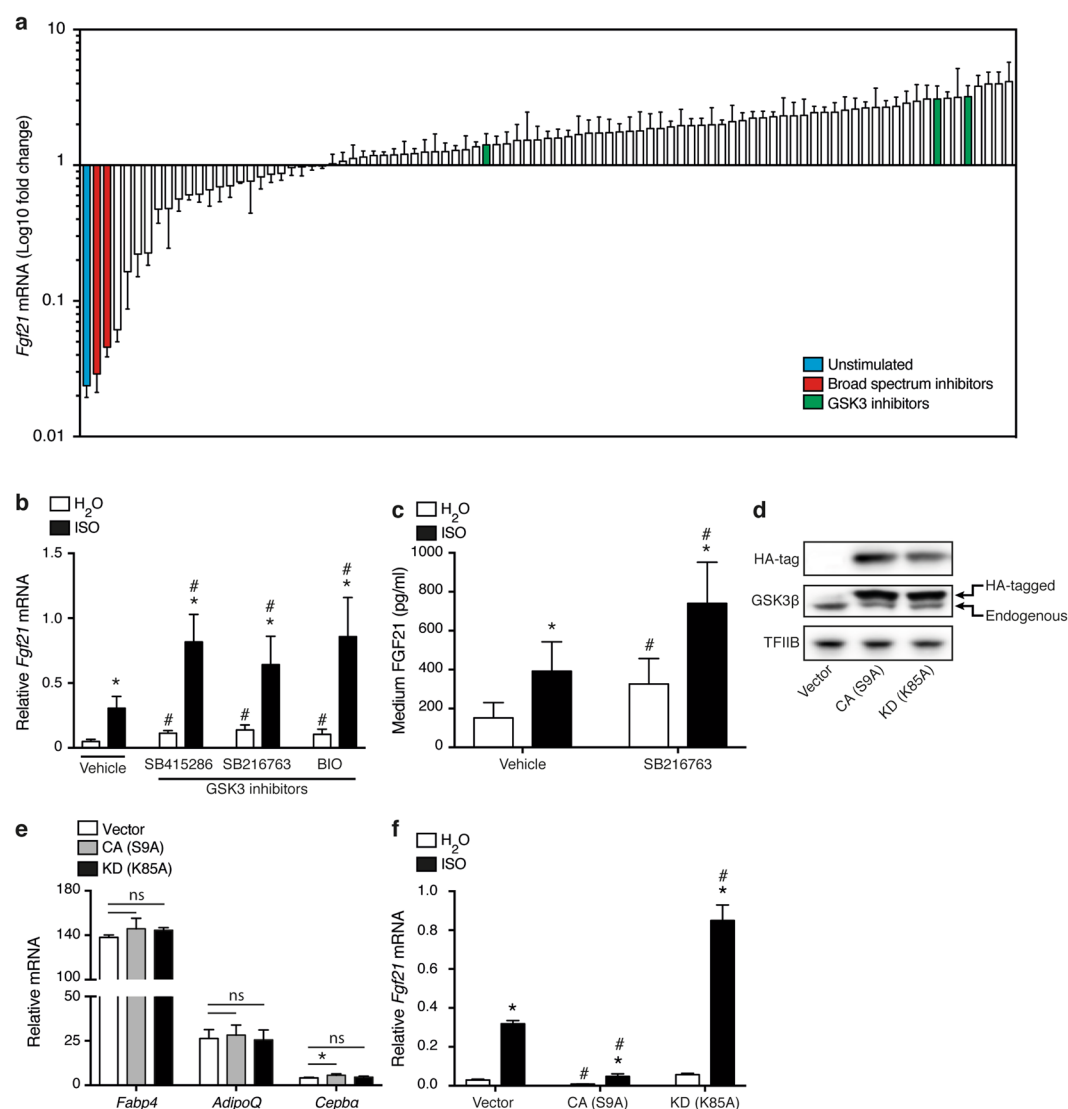 a
10
1
0.1
0.01
Fgf21 mRNA (Log10 fold change)
Unstimulated
Broad spectrum inhibitors
GSK3 inhibitors
b
H2O
ISO
1.5
1.0
0.5
0
Relative Fgf21 mRNA
*
#
*
#
#
*
#
#
*
#
Vehicle
SB415286
SB216763
BIO
GSK3 inhibitors
c
H2O
ISO
1000
800
600
400
200
0
Medium FGF21 (pg/ml)
*
#
#
*
Vehicle
SB216763
d
HA-tag
GSK3β
TFIIB
HA-tagged
Endogenous
Vector
CA (S9A)
KD (K85A)
e
Vector
CA (S9A)
KD (K85A)
180
140
100
50
25
0
Relative mRNA
ns
ns
ns
*
Fabp4
AdipoQ
Cepbα
f
H2O
ISO
1.0
0.8
0.6
0.4
0.2
0.0
Relative Fgf21 mRNA
*
#
#
*
#
*
Vector
CA (S9A)
KD (K85A)